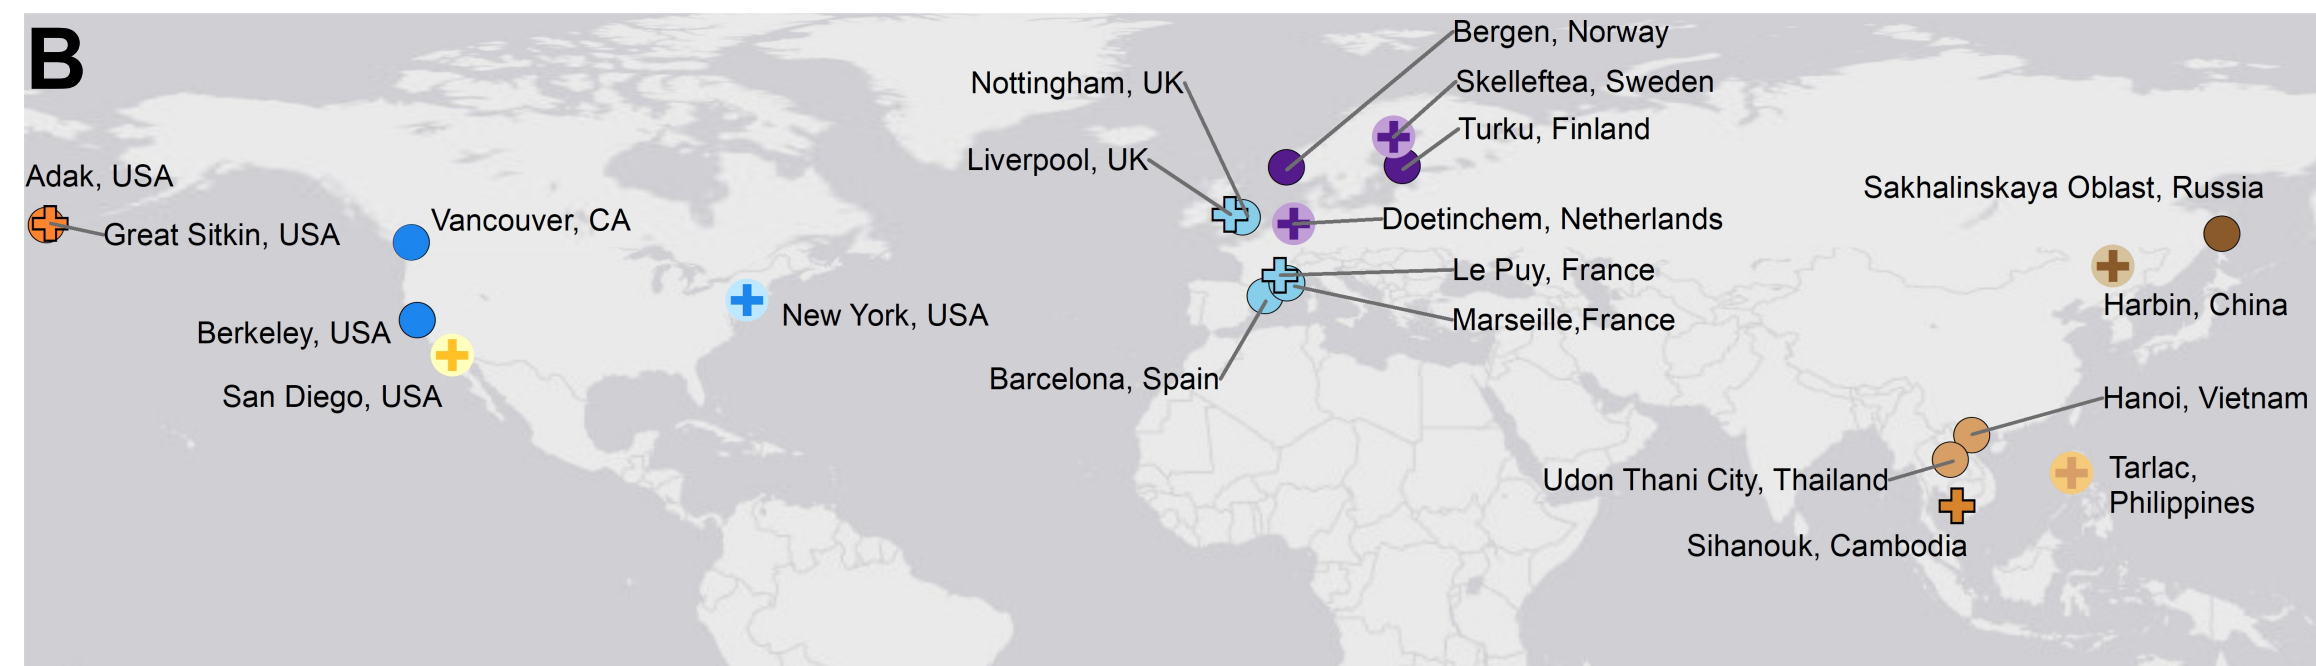 B
Bergen, Norway
Nottingham, UK
Skelleftea, Sweden
Turku, Finland
Liverpool, UK
Adak, USA
Sakhalinskaya Oblast, Russia
Great Sitkin, USA
Vancouver, CA
Doetinchem, Netherlands
Le Puy, France
Harbin, China
New York, USA
Marseille,France
Berkeley, USA
Barcelona, Spain
San Diego, USA
Hanoi, Vietnam
Udon Thani City, Thailand
Tarlac,
Philippines
Sihanouk, Cambodia